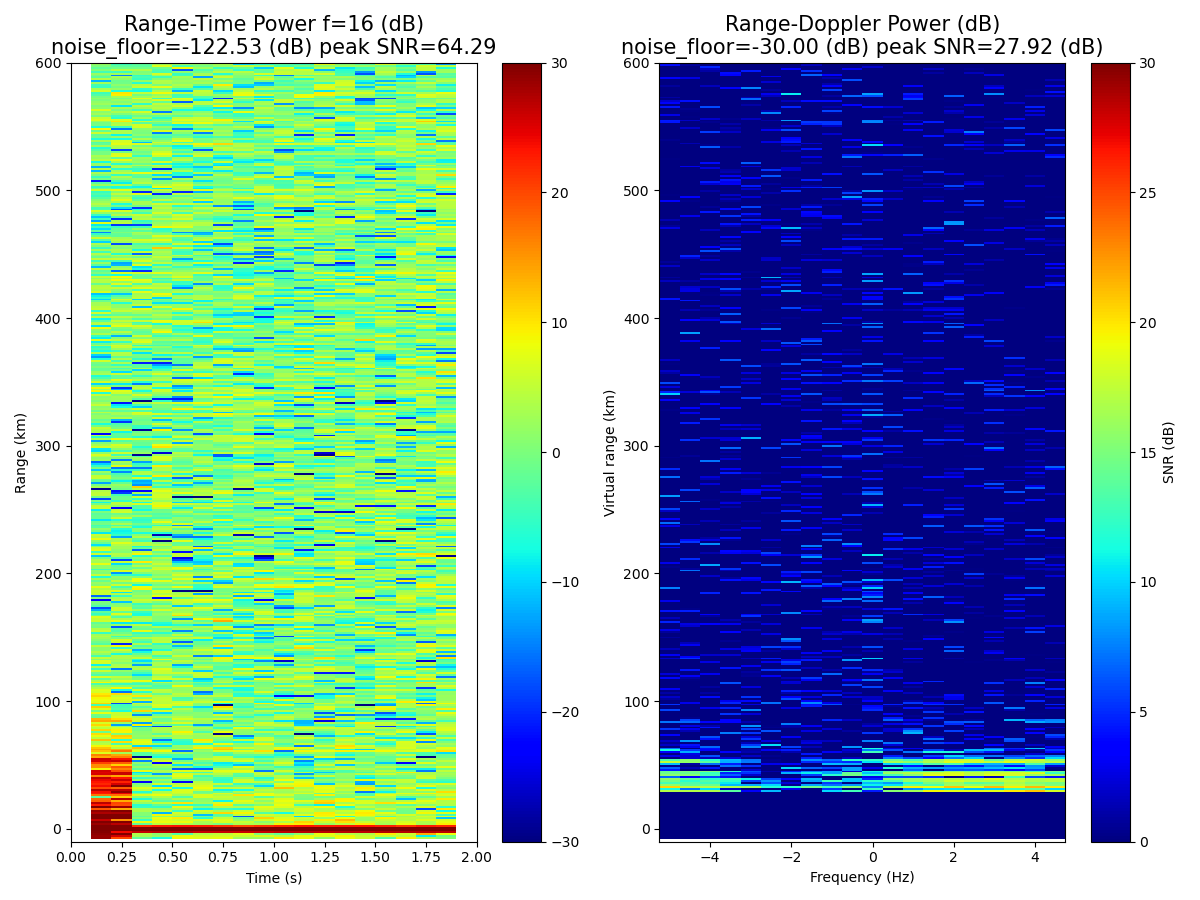 Range-Time Power f=16 (dB)
noise_floor=-122.53 (dB) peak SNR=64.29
Range-Doppler Power (dB)
noise_floor=-30.00 (dB) peak SNR=27.92 (dB)
600
500
400
300
200
100
0
Range (km)
0.00 0.25 0.50 0.75 1.00 1.25 1.50 1.75 2.00
Time (s)
30
20
10
0
−10
−20
−30
600
500
400
300
200
100
0
Virtual range (km)
−4 −2 0 2 4
Frequency (Hz)
30
25
20
15
10
5
0
SNR (dB)